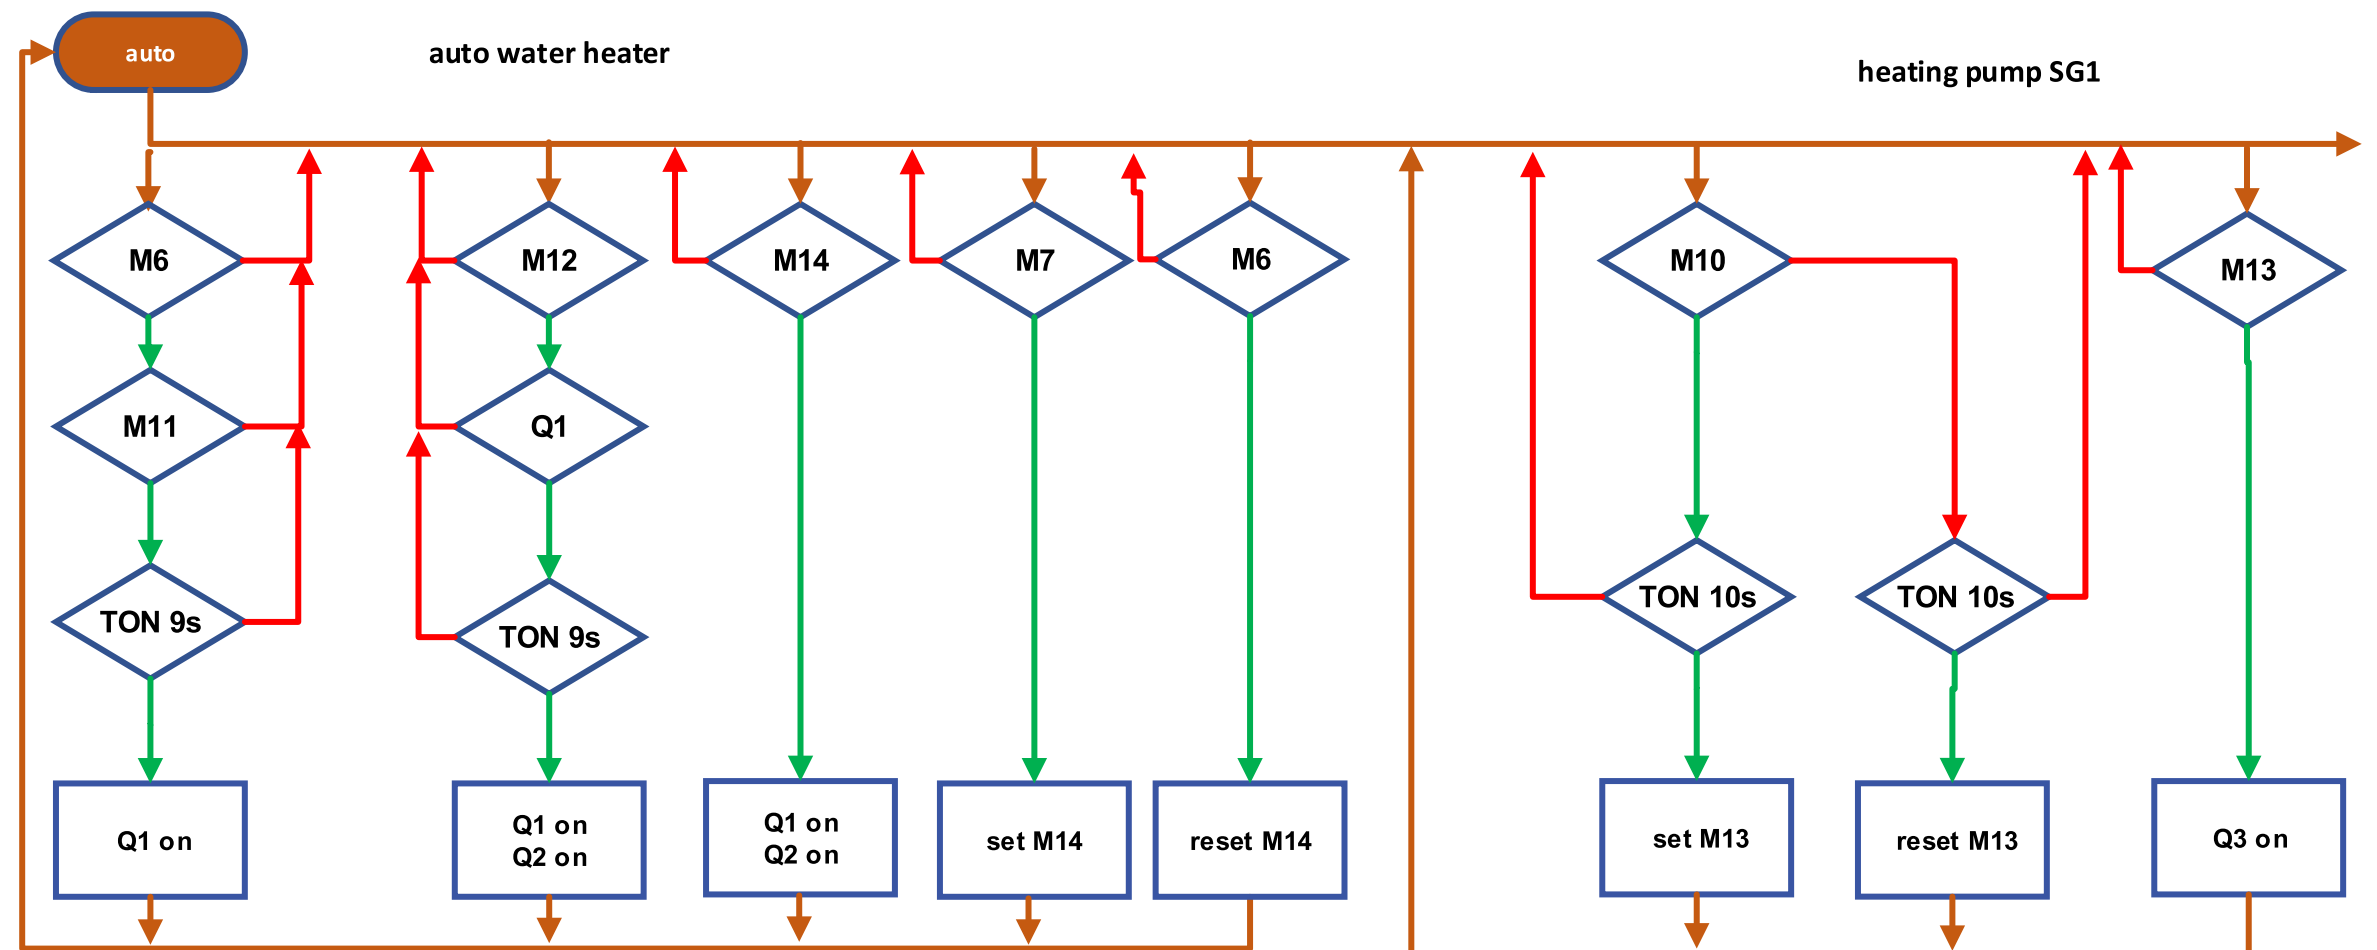 auto
auto water heater
heating pump SG1
M6
M12
M14
M7
M6
M10
M13
M11
Q1
TON 9s
TON 9s
TON 10s
TON 10s
Q1 on
Q1 on
Q2 on
Q1 on
Q2 on
set M14
reset M14
set M13
reset M13
Q3 on